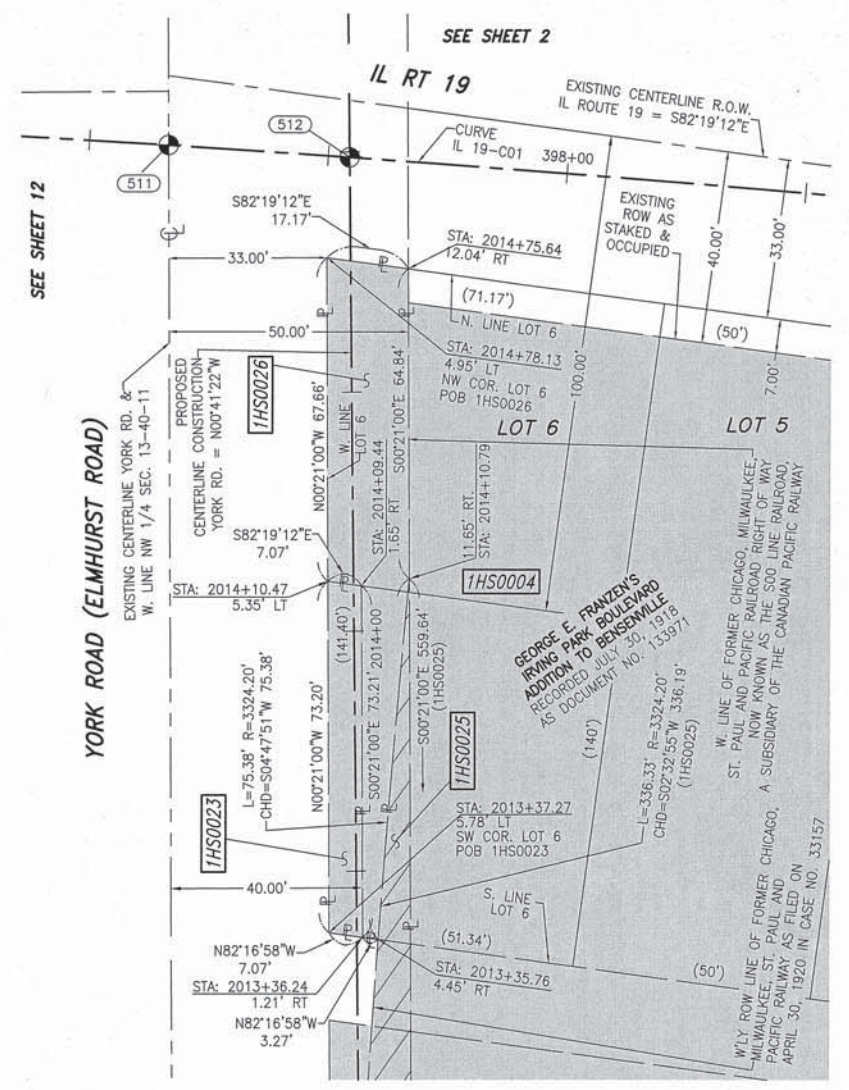 SEE SHEET 2
IL RT 19
EXISTING CENTERLINE R.O.W.
IL ROUTE 19 = S82°19'12"E
512
511
CURVE
IL 19-C01
398+00
SEE SHEET 12
S82°19'12"E
17.17'
33.00'
STA: 2014+75.64
12.04' RT
EXISTING
ROW AS
STAKED &
OCCUPIED
40.00'
33.00'
(71.17')
N. LINE LOT 6
(50')
7.00'
50.00'
STA: 2014+78.13
4.95' LT
NW COR. LOT 6
POB 1HS0026
100.00'
YORK ROAD (ELMHURST ROAD)
EXISTING CENTERLINE YORK RD. &
W. LINE NW 1/4 SEC. 13-40-11
PROPOSED
CENTERLINE CONSTRUCTION
YORK RD. = N00°41'22"W
1HS0026
N00°21'00"W 67.66'
W. LINE
LOT 6
S00°21'00"E 64.84'
LOT 6
LOT 5
STA: 2014+09.44
1.65' RT
11.65' RT.
STA: 2014+10.79
S82°19'12"E
7.07'
STA: 2014+10.47
5.35' LT
1HS0004
(141.40')
GEORGE E. FRANZEN'S
IRVING PARK BOULEVARD
ADDITION TO BENSENVILLE
RECORDED JULY 30, 1918
AS DOCUMENT NO. 133971
W. LINE OF FORMER CHICAGO, MILWAUKEE,
ST. PAUL AND PACIFIC RAILROAD RIGHT OF WAY
NOW KNOWN AS THE SOO LINE RAILROAD,
A SUBSIDIARY OF THE CANADIAN PACIFIC RAILWAY
L=75.38' R=3324.20'
CHD=S04°47'51"W 75.38'
N00°21'00"W 73.20'
S00°21'00"E 73.21'
2014+00
S00°21'00"E 559.64'
(1HS0025)
1HS0025
(140')
L=336.33' R=3324.20'
CHD=S02°32'55"W 336.19'
(1HS0025)
1HS0023
STA: 2013+37.27
5.78' LT
SW COR. LOT 6
POB 1HS0023
40.00'
S. LINE
LOT 6
(51.34')
(50')
N82°16'58"W
7.07'
STA: 2013+36.24
1.21' RT
N82°16'58"W
3.27'
STA: 2013+35.76
4.45' RT
W'LY ROW LINE OF FORMER CHICAGO,
MILWAUKEE, ST. PAUL AND
PACIFIC RAILWAY AS FILED ON
APRIL 30, 1920 IN CASE NO. 33157